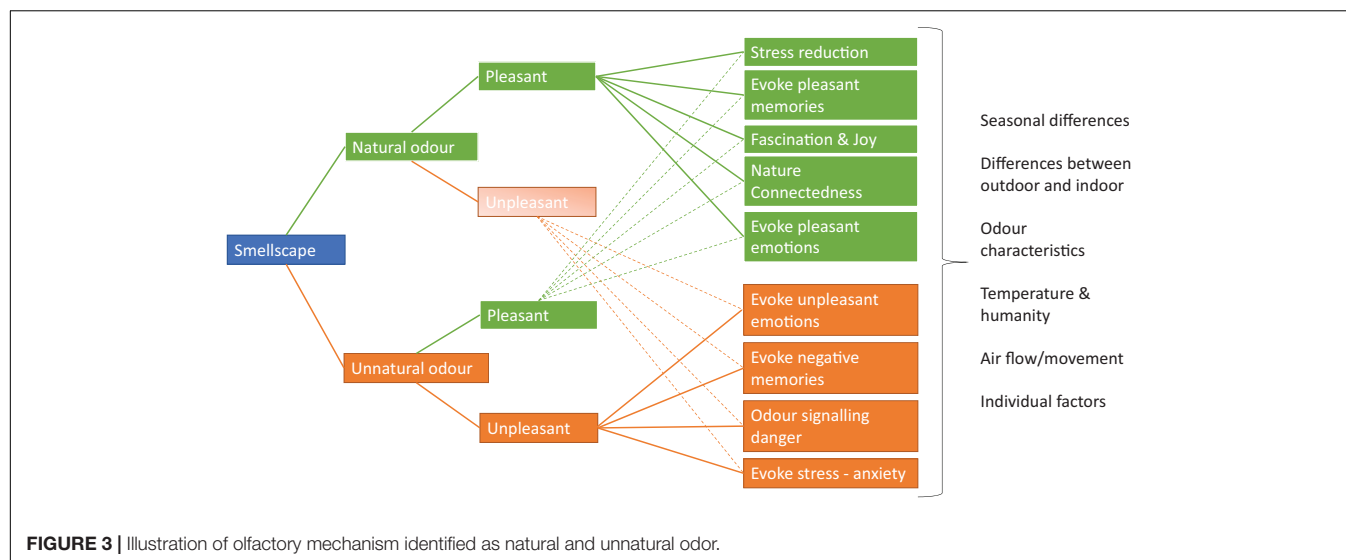 Smellscape
Natural odour
Unnatural odour
Pleasant
Unpleasant
Pleasant
Unpleasant
Stress reduction
Evoke pleasant
memories
Fascination & Joy
Nature
Connectedness
Evoke pleasant
emotions
Evoke unpleasant
emotions
Evoke negative
memories
Odour signalling
danger
Evoke stress - anxiety
Seasonal differences
Differences between
outdoor and indoor
Odour
characteristics
Temperature &
humanity
Air flow/movement
Individual factors
FIGURE 3 | Illustration of olfactory mechanism identified as natural and unnatural odor.